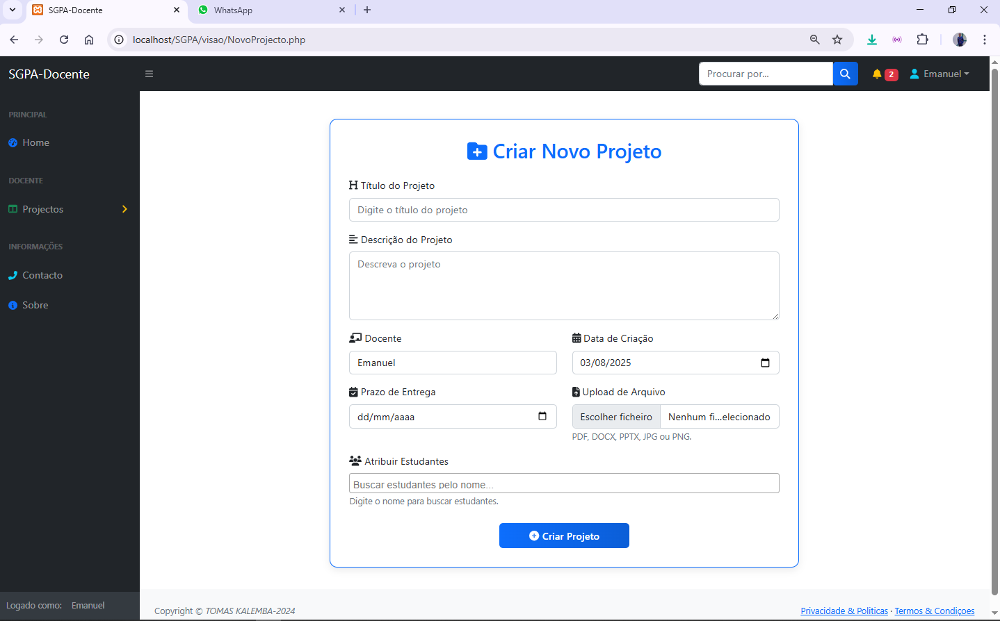 SGPA-Docente
WhatsApp
localhost/SGPA/visao/NovoProjecto.php
SGPA-Docente
Procurar por...
2
Emanuel
PRINCIPAL
Home
DOCENTE
Projectos
INFORMAÇÕES
Contacto
Sobre
Logado como: Emanuel
Criar Novo Projeto
Título do Projeto
Digite o título do projeto
Descrição do Projeto
Descreva o projeto
Docente
Data de Criação
Emanuel
03/08/2025
Prazo de Entrega
Upload de Arquivo
dd/mm/aaaa
Escolher ficheiro Nenhum fi...elecionado
PDF, DOCX, PPTX, JPG ou PNG.
Atribuir Estudantes
Buscar estudantes pelo nome...
Digite o nome para buscar estudantes.
Criar Projeto
Copyright © TOMAS KALEMBA-2024
Privacidade & Politicas · Termos & Condiçoes